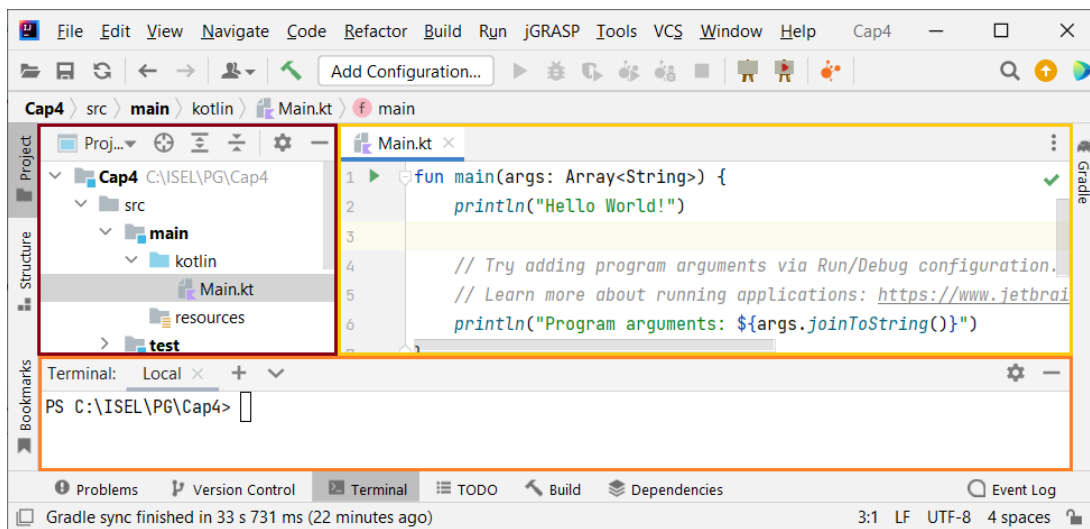 File Edit View Navigate Code Refactor Build Run jGRASP Tools VCS Window Help Cap4
Add Configuration...
Cap4 src main kotlin Main.kt f main
Project
Structure
Bookmarks
Proj...
Cap4 C:\ISEL\PG\Cap4
src
main
kotlin
Main.kt
resources
test
Main.kt
1 fun main(args: Array<String>) {
2 println("Hello World!")
3
4 // Try adding program arguments via Run/Debug configuration.
5 // Learn more about running applications: https://www.jetbrai
6 println("Program arguments: ${args.joinToString()}")
Gradle
Terminal: Local
PS C:\ISEL\PG\Cap4>
Problems Version Control Terminal TODO Build Dependencies Event Log
Gradle sync finished in 33 s 731 ms (22 minutes ago) 3:1 LF UTF-8 4 spaces